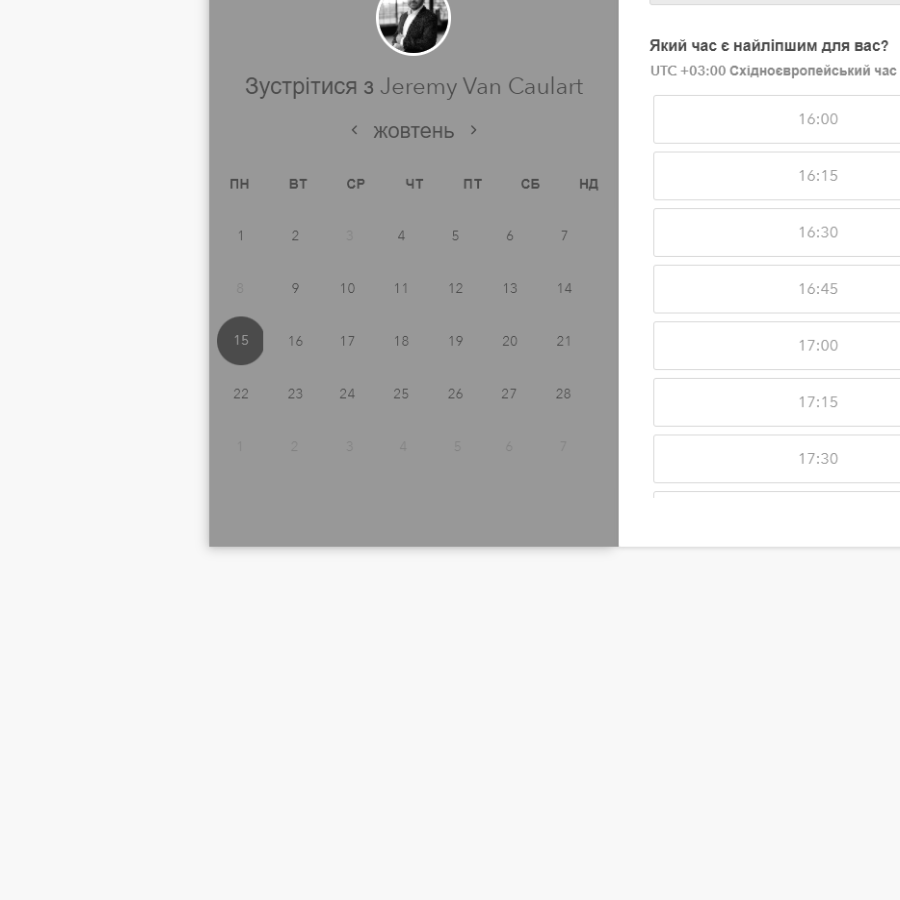 Зустрітися з Jeremy Van Caulart
‹ жовтень ›
ПН ВТ СР ЧТ ПТ СБ НД
1 2 3 4 5 6 7
8 9 10 11 12 13 14
15 16 17 18 19 20 21
22 23 24 25 26 27 28
1 2 3 4 5 6 7
Який час є найліпшим для вас?
UTC +03:00 Східноєвропейський час
16:00
16:15
16:30
16:45
17:00
17:15
17:30